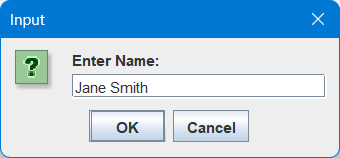 Input
?
Enter Name:
Jane Smith
OK
Cancel